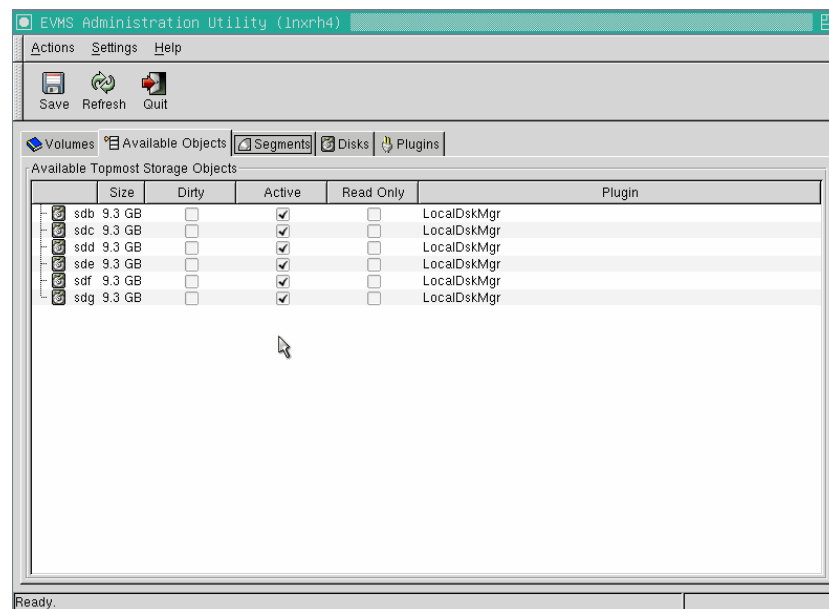 EVMS Administration Utility (lnxrh4)
Actions Settings Help
Save Refresh Quit
Volumes Available Objects Segments Disks Plugins
Available Topmost Storage Objects
Size Dirty Active Read Only Plugin
sdb 9.3 GB LocalDskMgr
sdc 9.3 GB LocalDskMgr
sdd 9.3 GB LocalDskMgr
sde 9.3 GB LocalDskMgr
sdf 9.3 GB LocalDskMgr
sdg 9.3 GB LocalDskMgr
Ready.